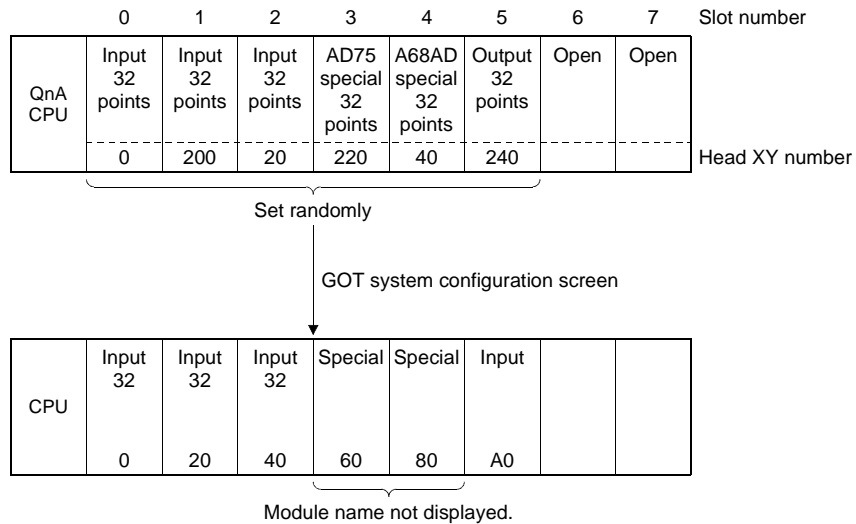 0 1 2 3 4 5 6 7 Slot number
QnA CPU
Input 32 points
Input 32 points
Input 32 points
AD75 special 32 points
A68AD special 32 points
Output 32 points
Open
Open
0 200 20 220 40 240 Head XY number
Set randomly
GOT system configuration screen
CPU
Input 32
Input 32
Input 32
Special
Special
Input
0 20 40 60 80 A0
Module name not displayed.